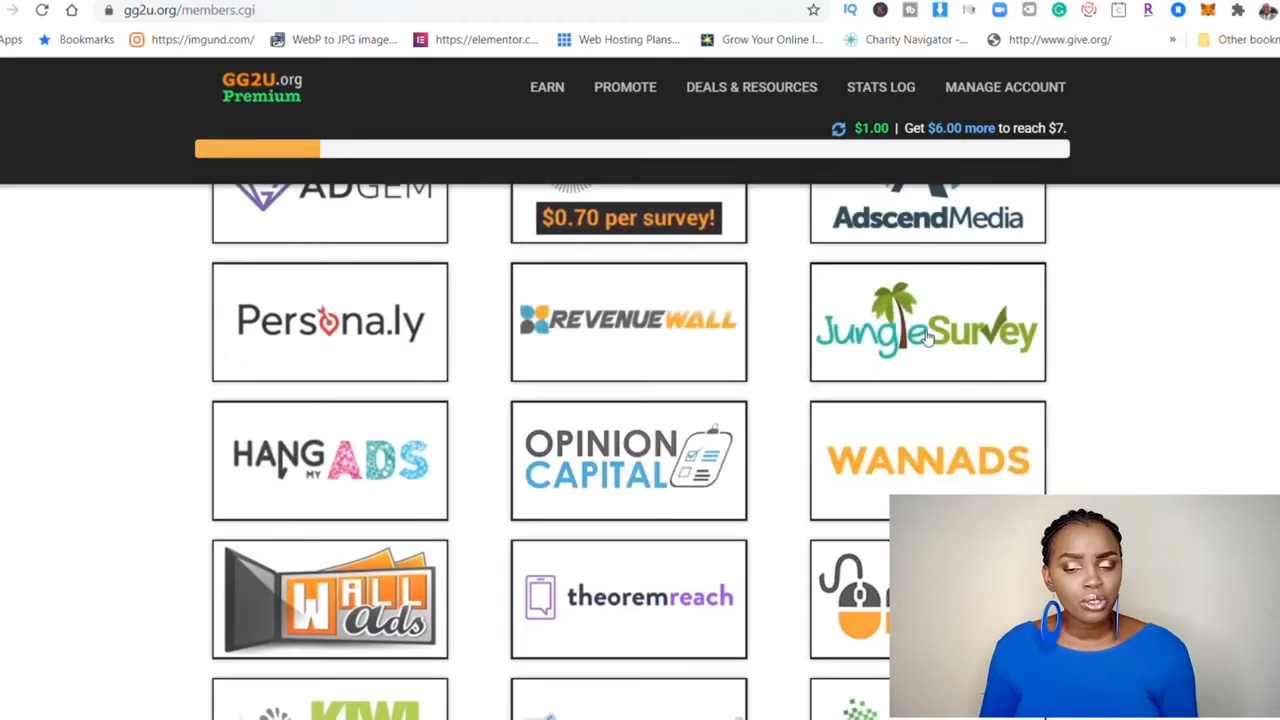 gg2u.org/members.cgi
Apps
Bookmarks
https://imgund.com/
WebP to JPG image...
https://elementor.c...
Web Hosting Plans...
Grow Your Online I...
Charity Navigator -...
http://www.give.org/
»
Other bookm
GG2U.org
Premium
EARN
PROMOTE
DEALS & RESOURCES
STATS LOG
MANAGE ACCOUNT
$1.00 | Get $6.00 more to reach $7.
ADGEM
$0.70 per survey!
AdscendMedia
Persona.ly
REVENUEWALL
JungleSurvey
HANG MY ADS
OPINION
CAPITAL
WANNADS
WALL
Ads
theoremreach
KIWI